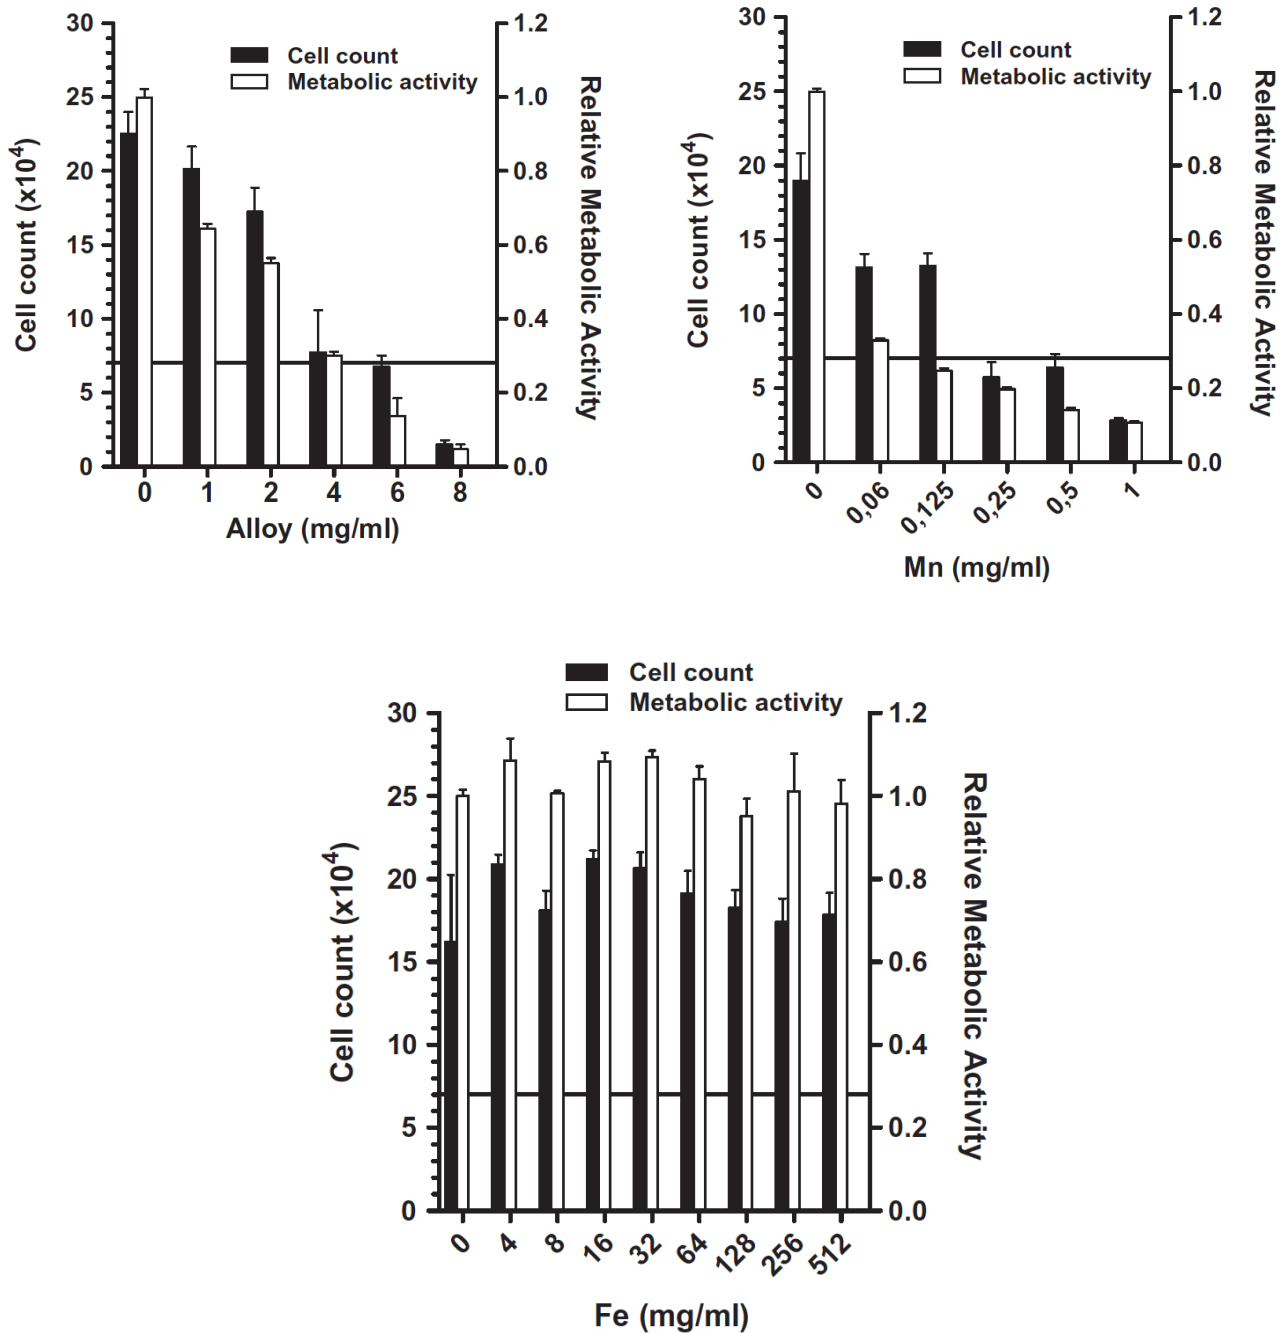 Cell count
Metabolic activity
30
25
20
15
10
5
0
1.2
1.0
0.8
0.6
0.4
0.2
0.0
Cell count (x10⁴)
Relative Metabolic Activity
0 1 2 4 6 8
Alloy (mg/ml)
Cell count
Metabolic activity
30
25
20
15
10
5
0
1.2
1.0
0.8
0.6
0.4
0.2
0.0
Cell count (x10⁴)
Relative Metabolic Activity
0 0,06 0,125 0,25 0,5 1
Mn (mg/ml)
Cell count
Metabolic activity
30
25
20
15
10
5
0
1.2
1.0
0.8
0.6
0.4
0.2
0.0
Cell count (x10⁴)
Relative Metabolic Activity
0 4 8 16 32 64 128 256 512
Fe (mg/ml)